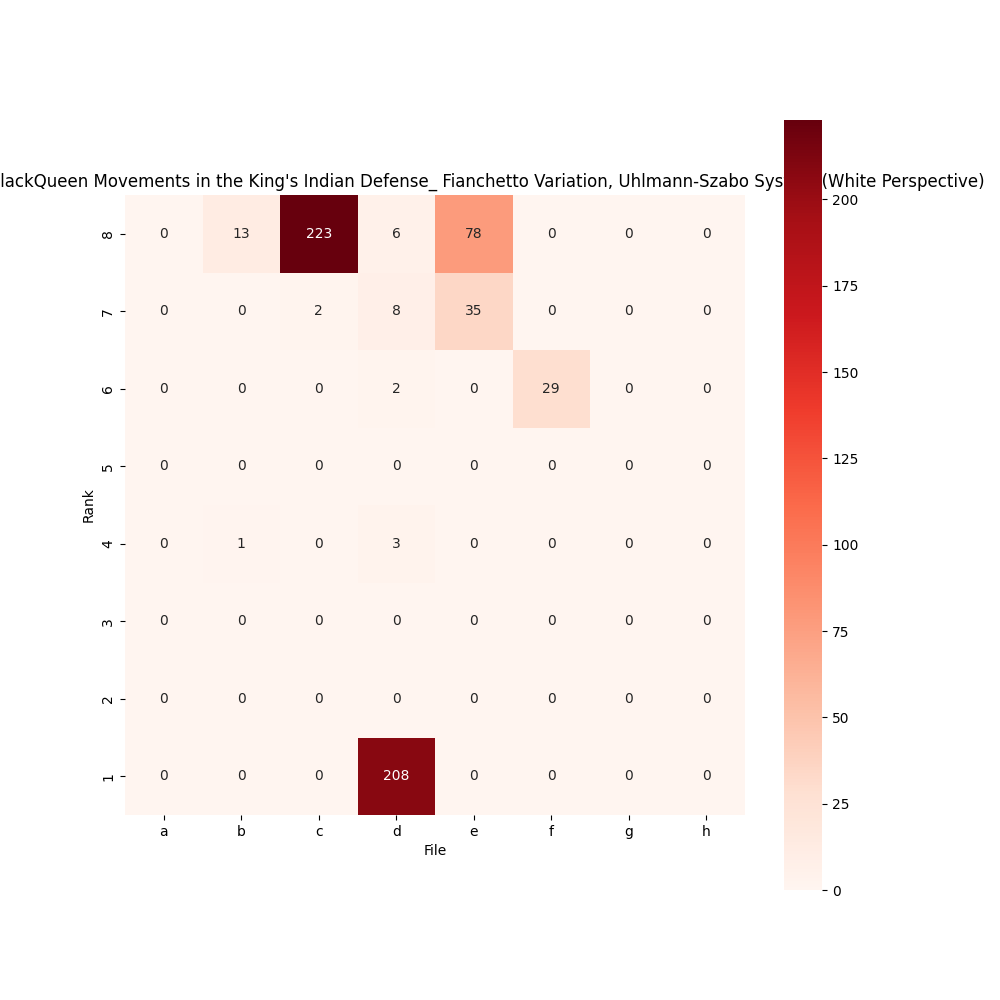 lackQueen Movements in the King's Indian Defense_ Fianchetto Variation, Uhlmann-Szabo Sys (White Perspective)
8 0 13 223 6 78 0 0 0
7 0 0 2 8 35 0 0 0
6 0 0 0 2 0 29 0 0
5 0 0 0 0 0 0 0 0
4 0 1 0 3 0 0 0 0
3 0 0 0 0 0 0 0 0
2 0 0 0 0 0 0 0 0
1 0 0 0 208 0 0 0 0
a b c d e f g h
File
Rank
200
175
150
125
100
75
50
25
0